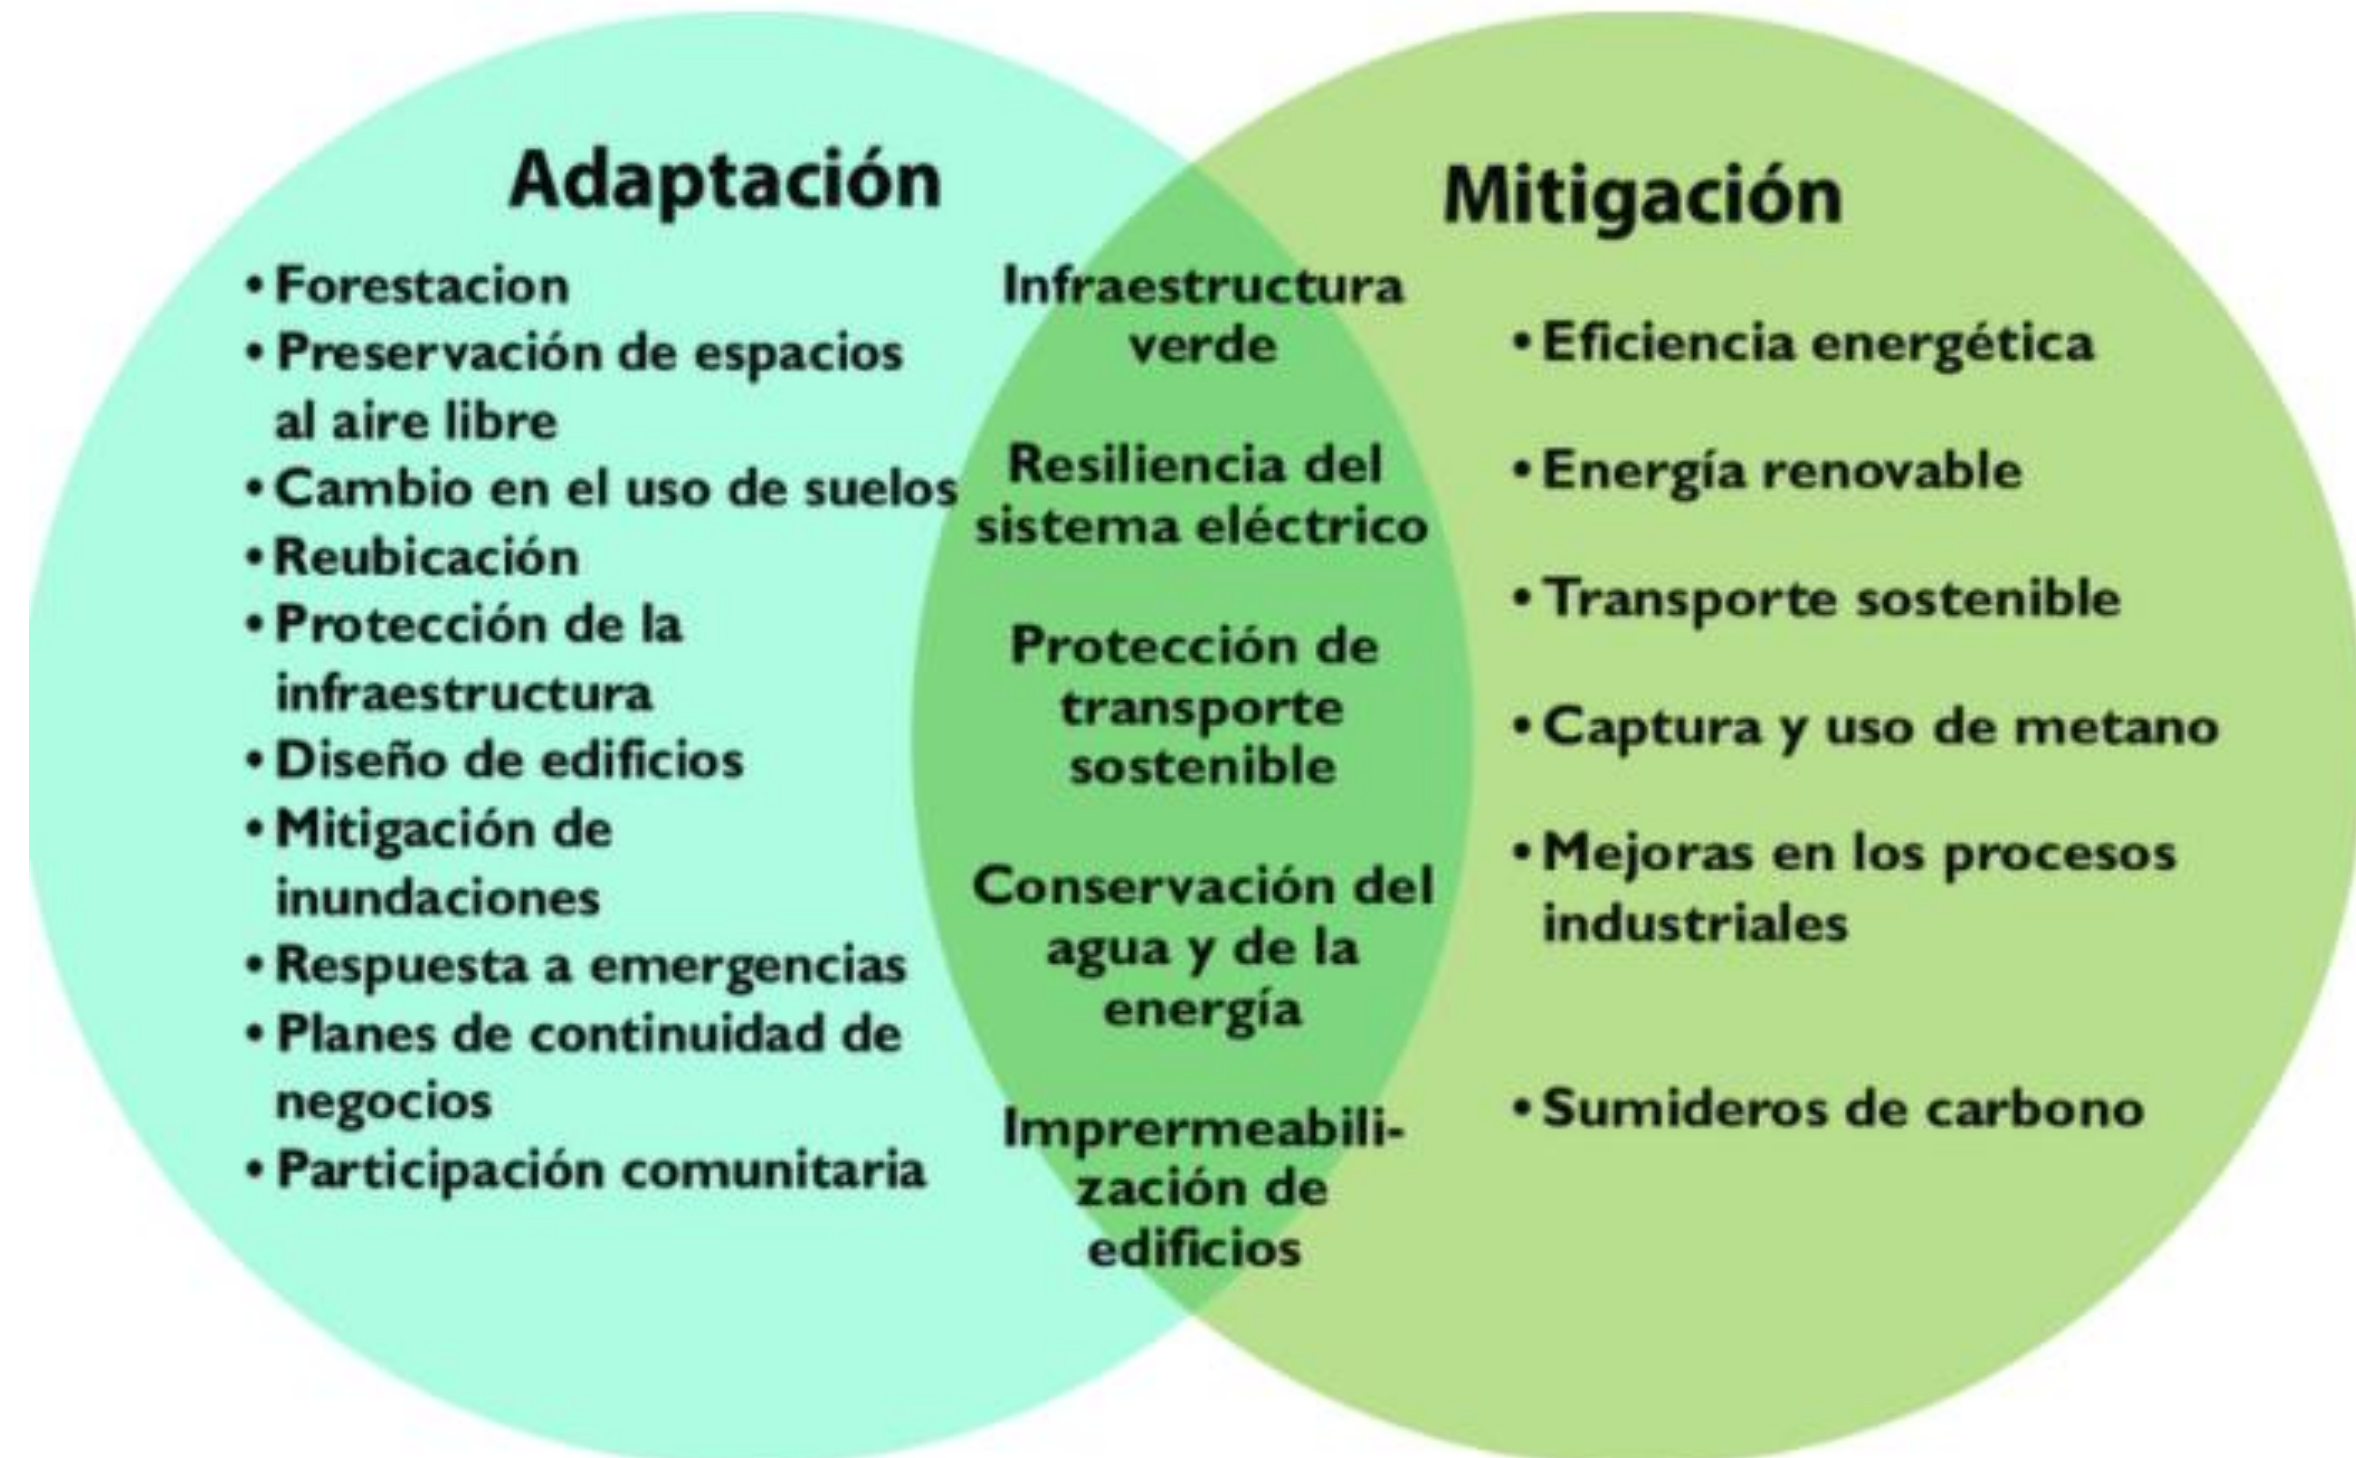 Adaptación
• Forestacion
• Preservación de espacios
al aire libre
• Cambio en el uso de suelos
• Reubicación
• Protección de la
infraestructura
• Diseño de edificios
• Mitigación de
inundaciones
• Respuesta a emergencias
• Planes de continuidad de
negocios
• Participación comunitaria
Infraestructura
verde
Resiliencia del
sistema eléctrico
Protección de
transporte
sostenible
Conservación del
agua y de la
energía
Imprermeabili-
zación de
edificios
Mitigación
• Eficiencia energética
• Energía renovable
• Transporte sostenible
• Captura y uso de metano
• Mejoras en los procesos
industriales
• Sumideros de carbono